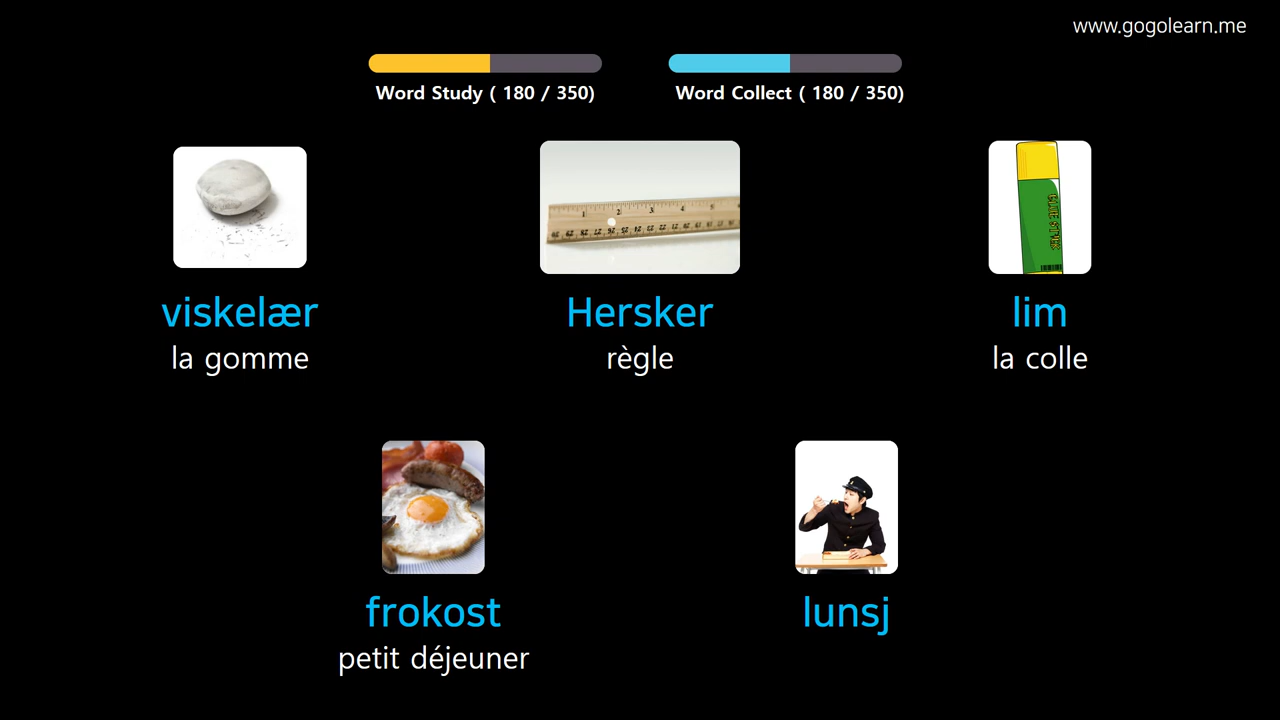 www.gogolearn.me
Word Study ( 180 / 350)
Word Collect ( 180 / 350)
viskelær
la gomme
Hersker
règle
lim
la colle
frokost
petit déjeuner
lunsj